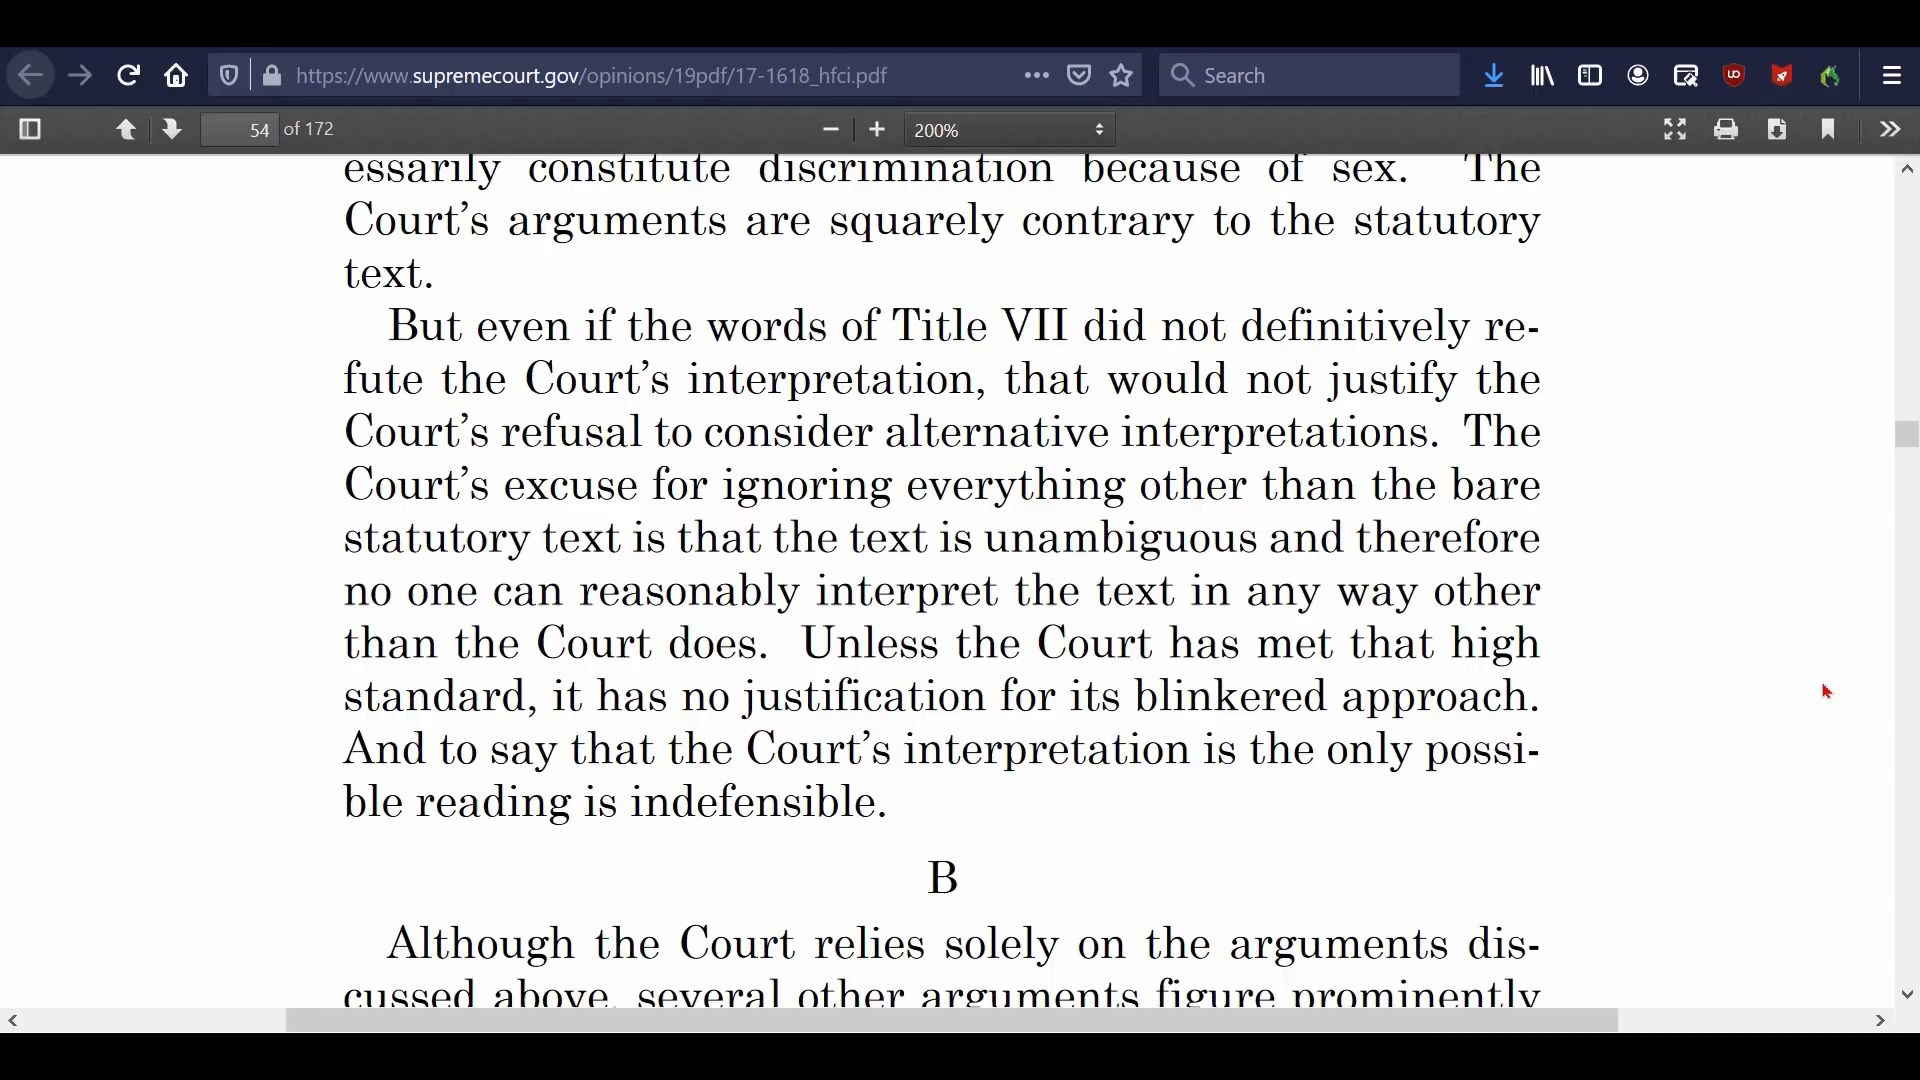 https://www.supremecourt.gov/opinions/19pdf/17-1618_hfci.pdf
Search
54 of 172
200%
essarily constitute discrimination because of sex. The
Court’s arguments are squarely contrary to the statutory
text.
But even if the words of Title VII did not definitively re-
fute the Court’s interpretation, that would not justify the
Court’s refusal to consider alternative interpretations. The
Court’s excuse for ignoring everything other than the bare
statutory text is that the text is unambiguous and therefore
no one can reasonably interpret the text in any way other
than the Court does. Unless the Court has met that high
standard, it has no justification for its blinkered approach.
And to say that the Court’s interpretation is the only possi-
ble reading is indefensible.
B
Although the Court relies solely on the arguments dis-
cussed above, several other arguments figure prominently